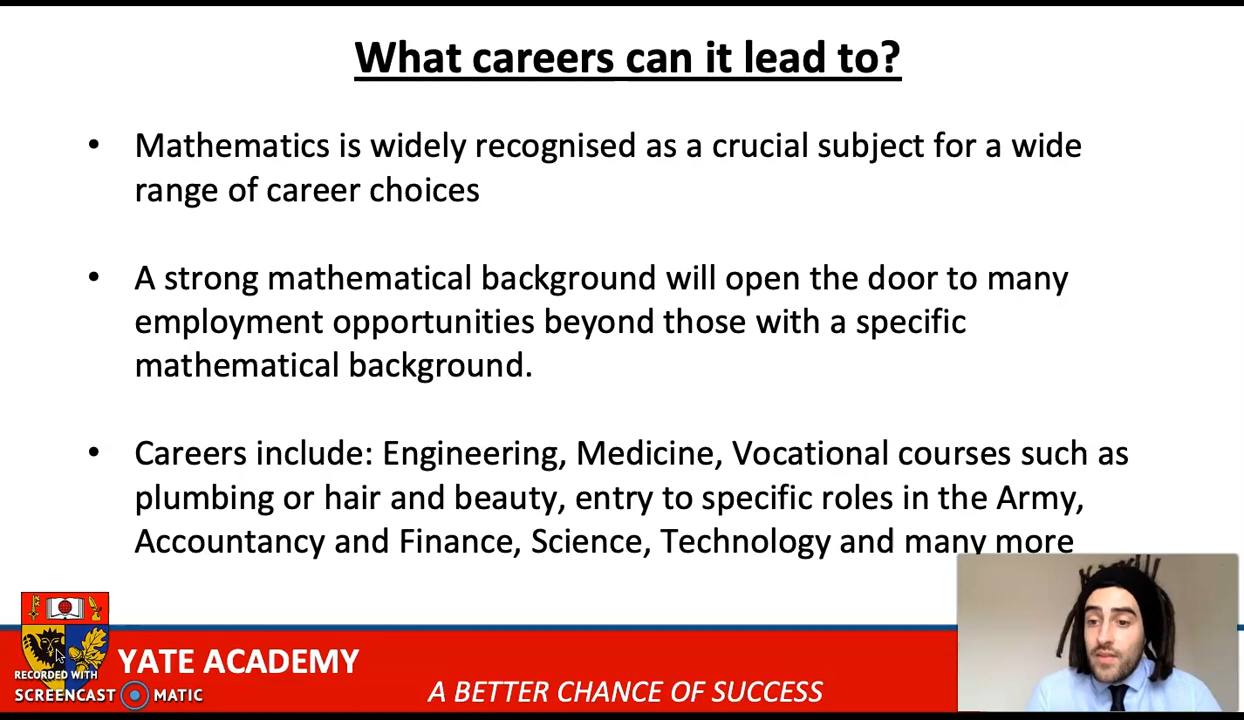 What careers can it lead to?
• Mathematics is widely recognised as a crucial subject for a wide
range of career choices
• A strong mathematical background will open the door to many
employment opportunities beyond those with a specific
mathematical background.
• Careers include: Engineering, Medicine, Vocational courses such as
plumbing or hair and beauty, entry to specific roles in the Army,
Accountancy and Finance, Science, Technology and many more
YATE ACADEMY
RECORDED WITH
SCREENCAST MATIC
A BETTER CHANCE OF SUCCESS